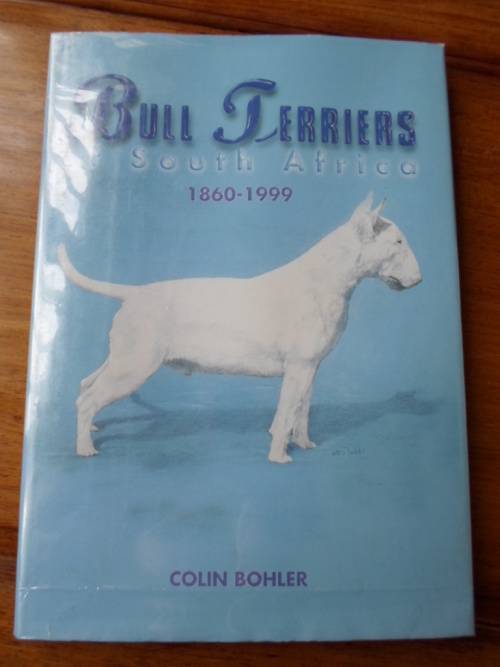 BULL TERRIERS
South Africa
1860-1999
COLIN BOHLER